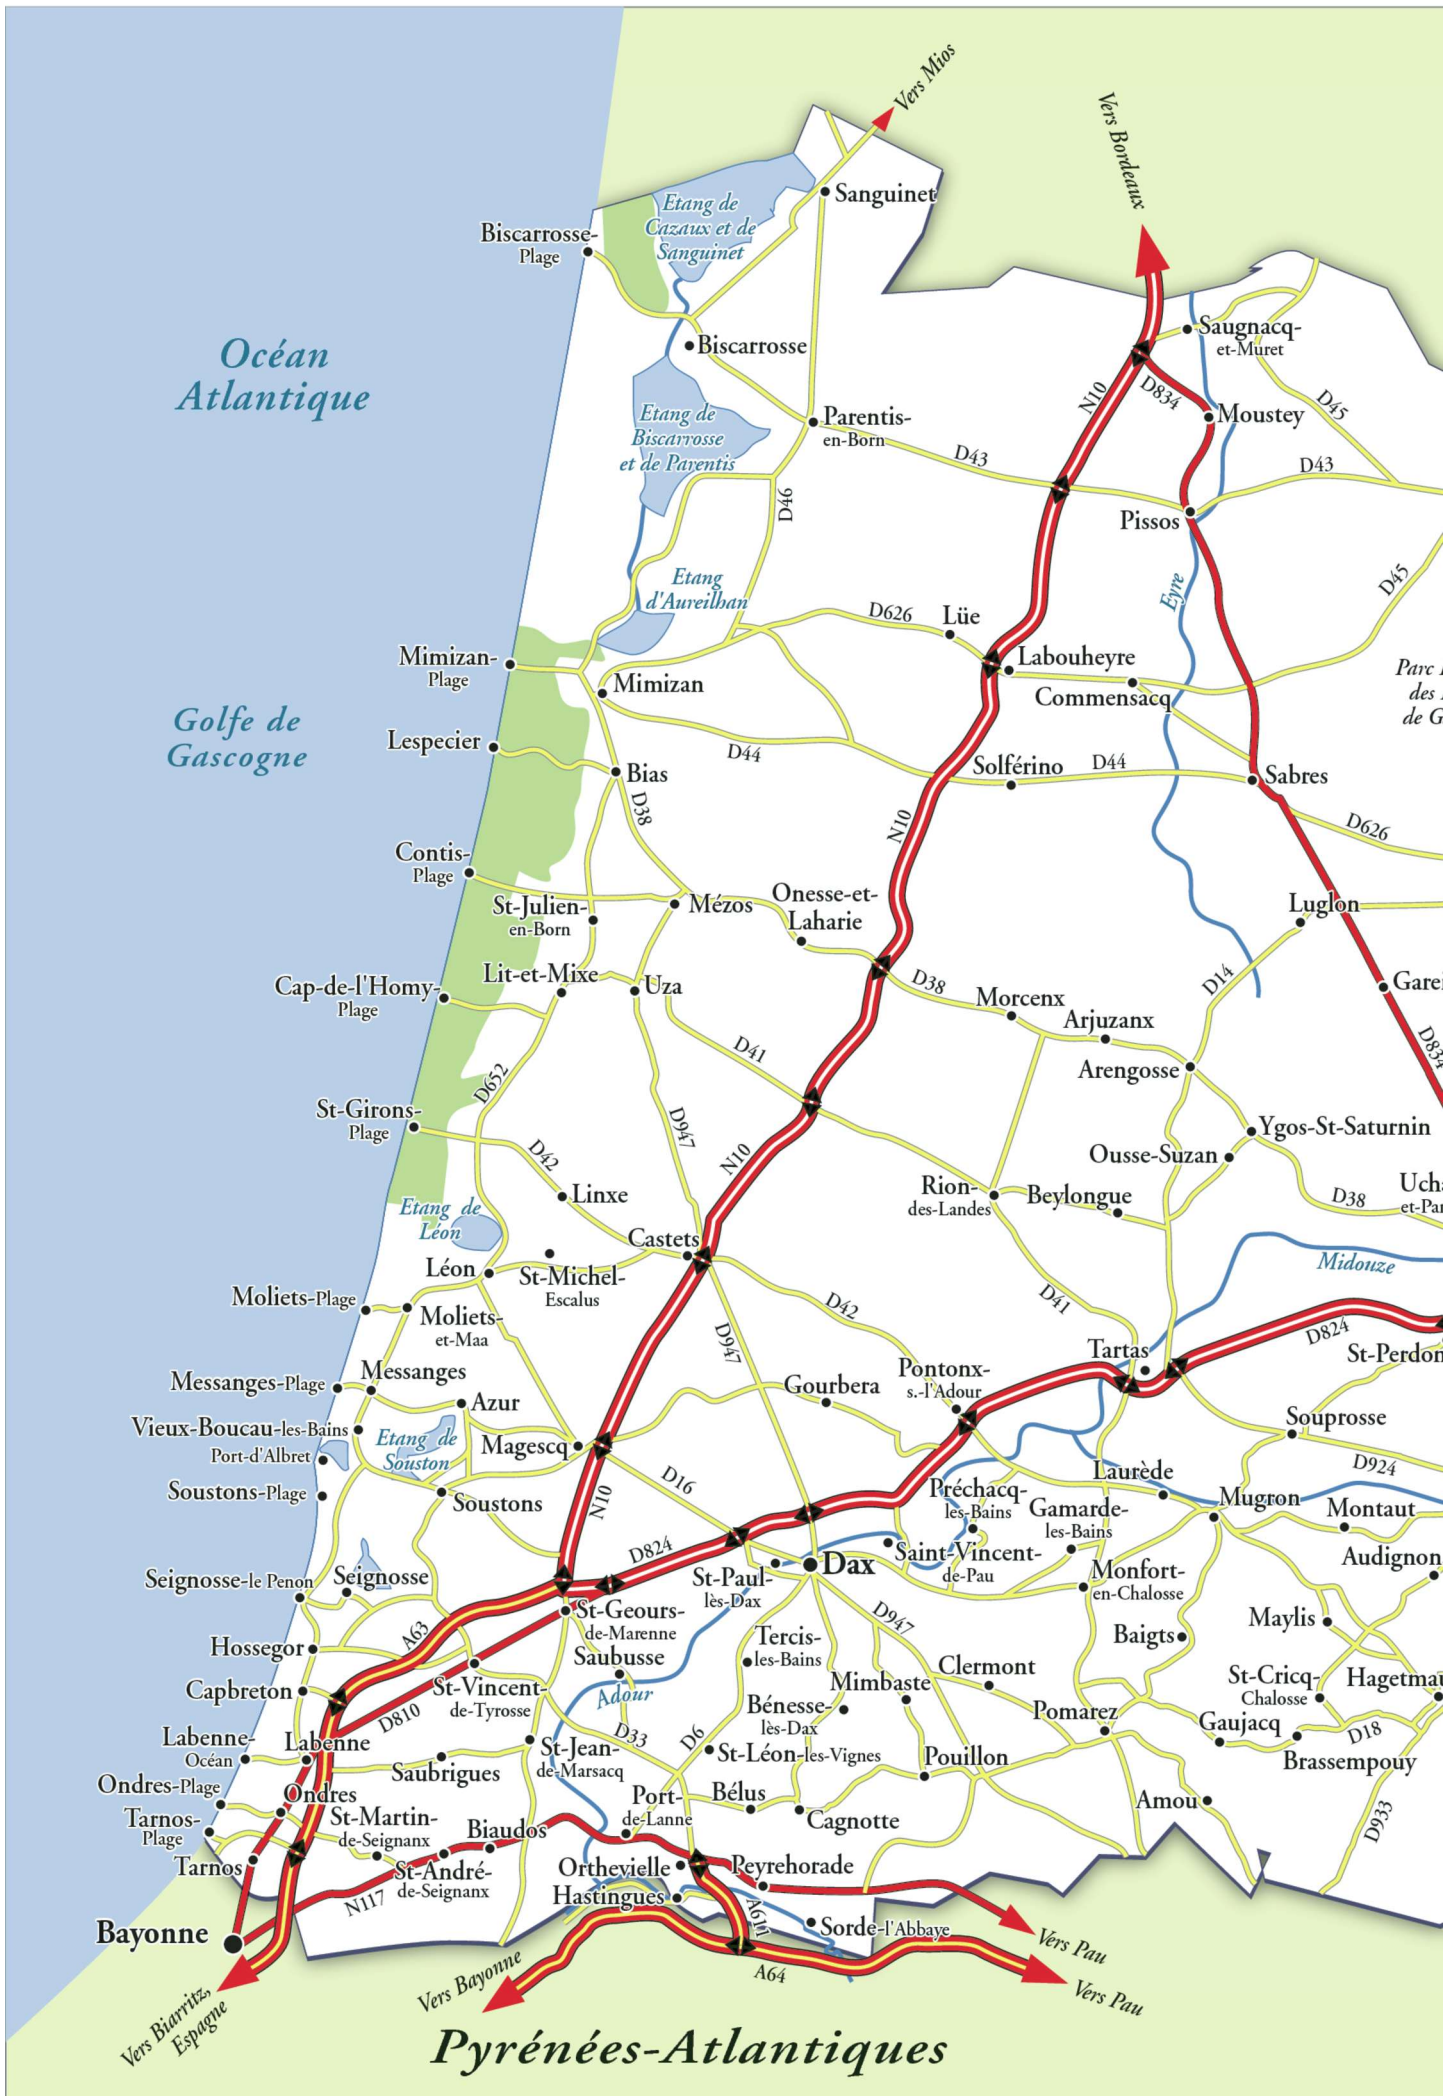 Vers Mios
Vers Bordeaux
Sanguinet
Etang de
Cazaux et de
Sanguinet
Biscarrosse-
Plage
Biscarrosse
Saugnacq-
et-Muret
Océan
Atlantique
N10
D834
D45
Moustey
Etang de
Biscarrosse
et de Parentis
Parentis-
en-Born
D43
D43
D46
Pissos
Etang
d'Aureilhan
Eyre
D45
D626
Lüe
Labouheyre
Commensacq
Mimizan-
Plage
Mimizan
Parc
des
de G
Golfe de
Gascogne
Lespecier
D44
Solférino
D44
Sabres
Bias
D38
N10
D626
Contis-
Plage
St-Julien-
en-Born
Mézos
Onesse-et-
Laharie
Luglon
Cap-de-l'Homy-
Plage
Lit-et-Mixe
Uza
D38
Morcenx
D14
Garei
Arjuzanx
D41
Arengosse
D834
D652
St-Girons-
Plage
D947
D42
N10
Ygos-St-Saturnin
Ousse-Suzan
Linxe
Rion-
des-Landes
Beylongue
D38
Ucha
et-Par
Etang de
Léon
Castets
Midouze
Léon
St-Michel-
Escalus
Moliets-Plage
Moliets-
et-Maa
D42
D41
D824
D947
Tartas
St-Perdon
Messanges-Plage
Messanges
Pontonx-
s.-l'Adour
Gourbera
Azur
Vieux-Boucau-les-Bains
Port-d'Albret
Etang de
Souston
Magescq
Souprosse
D924
Soustons-Plage
Soustons
N10
D16
Préchacq-
les-Bains
Laurède
Gamarde-
les-Bains
Mugron
Montaut
Audignon
D824
Dax
Saint-Vincent-
de-Pau
St-Paul-
lès-Dax
Monfort-
en-Chalosse
Seignosse-le Penon
Seignosse
St-Geours-
de-Marenne
D947
Maylis
Hossegor
A63
Saubusse
Tercis-
les-Bains
Baigts
Capbreton
St-Vincent-
de-Tyrosse
Adour
Mimbaste
Clermont
St-Cricq-
Chalosse
Hagetmau
D810
Bénesse-
lès-Dax
Pomarez
Gaujacq
D18
Labenne-
Océan
Labenne
D33
D6
St-Jean-
de-Marsacq
St-Léon-les-Vignes
Pouillon
Brassempouy
Saubrigues
Ondres-Plage
Ondres
Port-
de-Lanne
Bélus
Cagnotte
Amou
D933
Tarnos-
Plage
St-Martin-
de-Seignanx
Biaudos
Tarnos
St-André-
de-Seignanx
Orthevielle
Peyrehorade
Hastingues
N117
A611
Sorde-l'Abbaye
Bayonne
Vers Pau
Vers Bayonne
A64
Vers Pau
Vers Biarritz,
Espagne
Pyrénées-Atlantiques